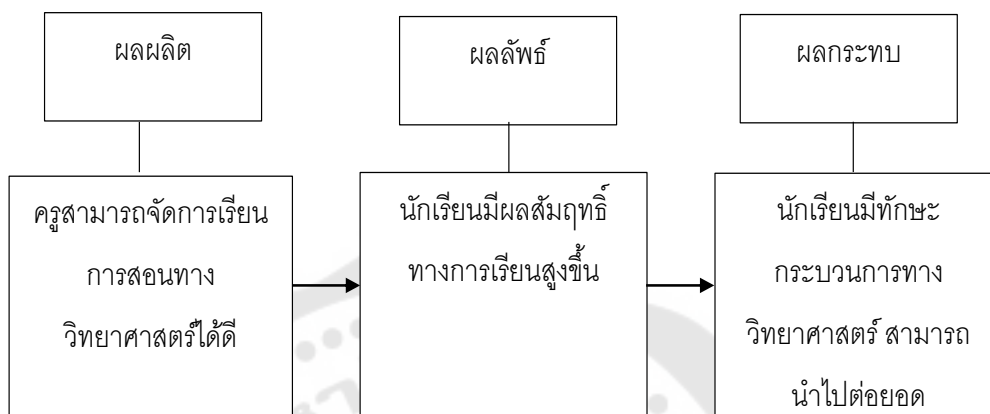 ผลผลิต
ผลลัพธ์
ผลกระทบ
ครูสามารถจัดการเรียน
การสอนทาง
วิทยาศาสตร์ได้ดี
นักเรียนมีผลสัมฤทธิ์
ทางการเรียนสูงขึ้น
นักเรียนมีทักษะ
กระบวนการทาง
วิทยาศาสตร์ สามารถ
นำไปต่อยอด